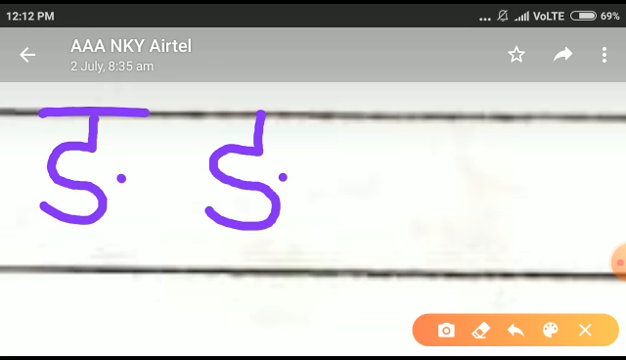 12:12 PM ... VoLTE 69%
AAA NKY Airtel
2 July, 8:35 am
ङ ङ